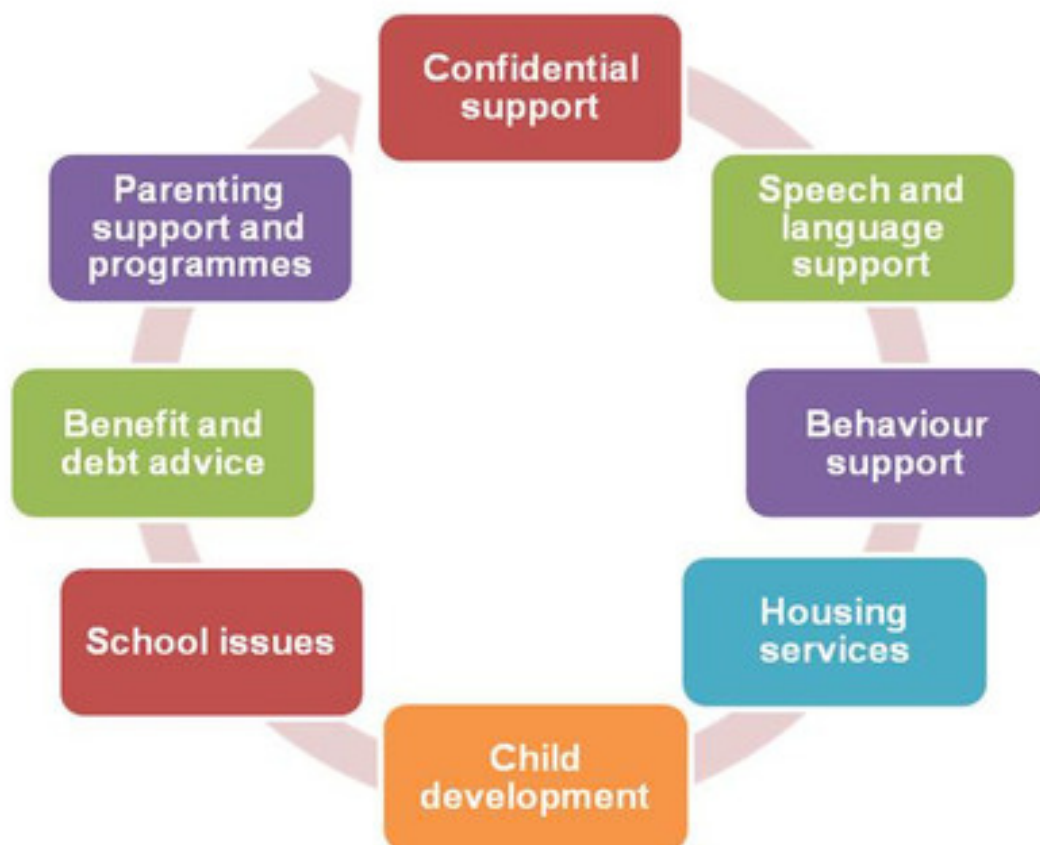 Confidential
support
Speech and
language
support
Behaviour
support
Housing
services
Child
development
School issues
Benefit and
debt advice
Parenting
support and
programmes